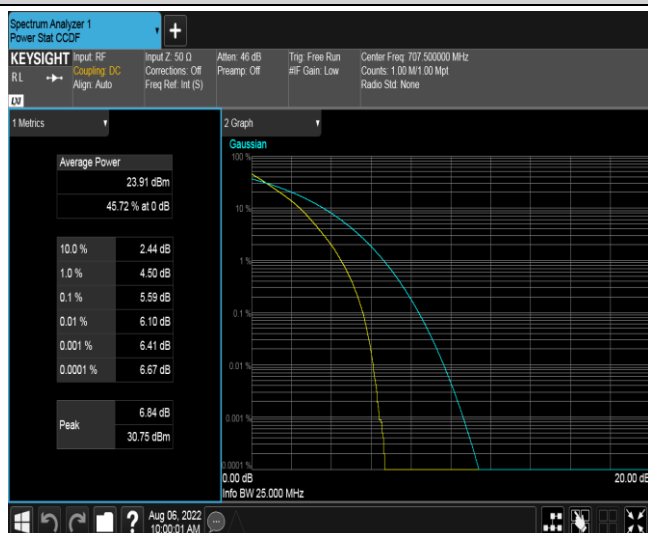 Spectrum Analyzer 1
Power Stat CCDF
+
KEYSIGHT
RL
LXI
Input: RF
Coupling: DC
Align: Auto
Input Z: 50 Ω
Corrections: Off
Freq Ref: Int (S)
Atten: 46 dB
Preamp: Off
Trig: Free Run
#IF Gain: Low
Center Freq: 707.500000 MHz
Counts: 1.00 M/1.00 Mpt
Radio Std: None
1 Metrics
Average Power
23.91 dBm
45.72 % at 0 dB
10.0 % 2.44 dB
1.0 % 4.50 dB
0.1 % 5.59 dB
0.01 % 6.10 dB
0.001 % 6.41 dB
0.0001 % 6.67 dB
Peak
6.84 dB
30.75 dBm
2 Graph
Gaussian
100 %
10 %
1 %
0.1 %
0.01 %
0.001 %
0.0001 %
0.00 dB
20.00 dB
Info BW 25.000 MHz
?
Aug 06, 2022
10:00:01 AM